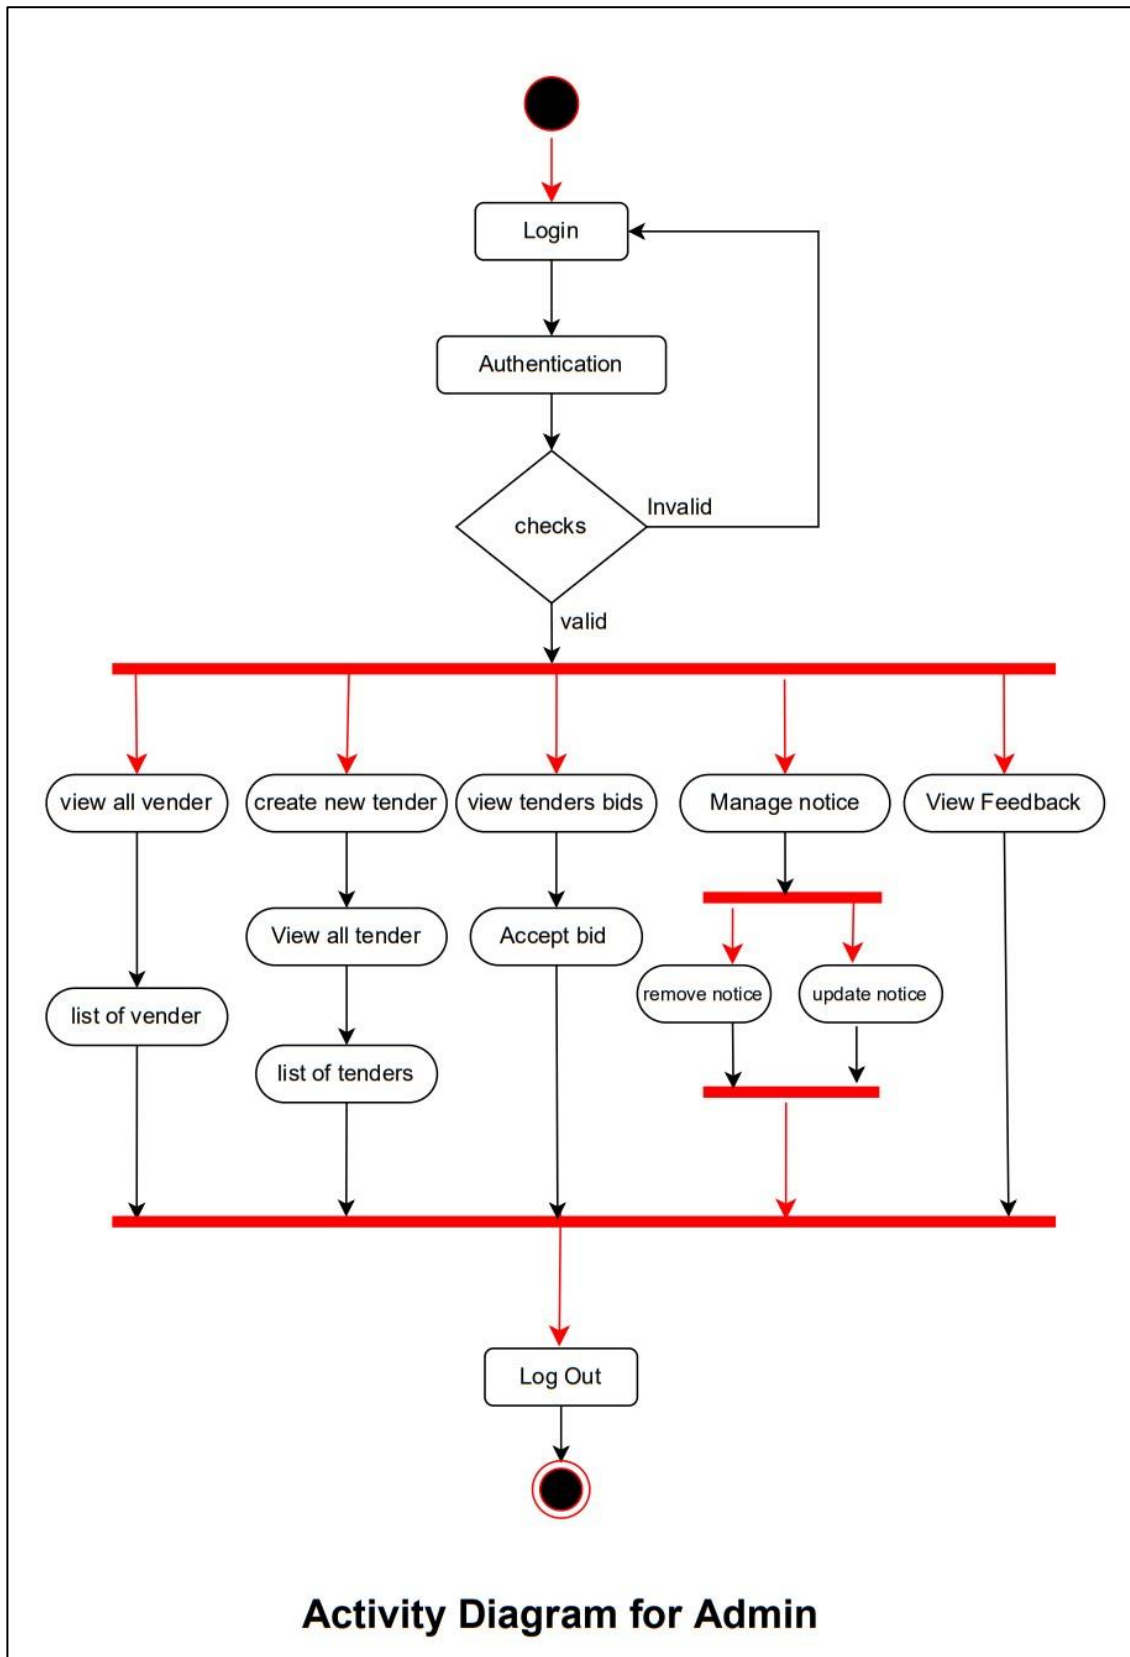 Login
Authentication
checks
Invalid
valid
view all vender
create new tender
view tenders bids
Manage notice
View Feedback
View all tender
Accept bid
remove notice
update notice
list of vender
list of tenders
Log Out
Activity Diagram for Admin